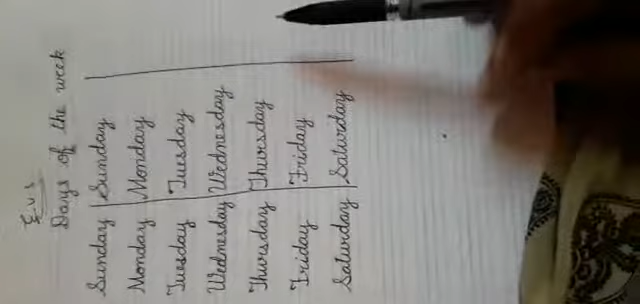 E.V.S
Days of the week
Sunday Sunday
Monday Monday
Tuesday Tuesday
Wednesday Wednesday
Thursday Thursday
Friday Friday
Saturday Saturday